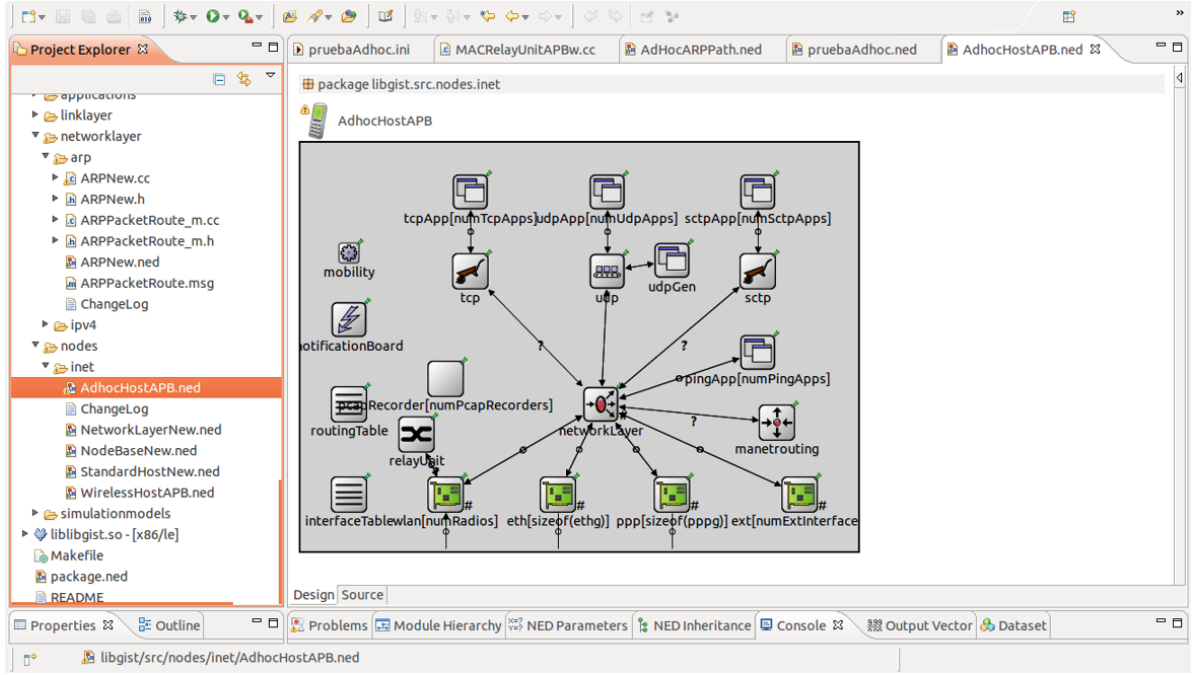 »
Project Explorer
pruebaAdhoc.ini
MACRelayUnitAPBw.cc
AdHocARPPath.ned
pruebaAdhoc.ned
AdhocHostAPB.ned
applications
linklayer
networklayer
arp
ARPNew.cc
ARPNew.h
ARPPacketRoute_m.cc
ARPPacketRoute_m.h
ARPNew.ned
ARPPacketRoute.msg
ChangeLog
ipv4
nodes
inet
AdhocHostAPB.ned
ChangeLog
NetworkLayerNew.ned
NodeBaseNew.ned
StandardHostNew.ned
WirelessHostAPB.ned
simulationmodels
liblibgist.so - [x86/le]
Makefile
package.ned
README
package libgist.src.nodes.inet
AdhocHostAPB
tcpApp[numTcpApps] udpApp[numUdpApps] sctpApp[numSctpApps]
mobility
tcp
udp
udpGen
sctp
otificationBoard
? ?
pingApp[numPingApps]
pcapRecorder[numPcapRecorders]
routingTable
networkLayer
?
manetrouting
relayUnit
interfaceTable wlan[numRadios] # eth[sizeof(ethg)] # ppp[sizeof(pppg)] # ext[numExtInterface #
Design Source
Properties Outline
Problems Module Hierarchy NED Parameters NED Inheritance Console Output Vector Dataset
libgist/src/nodes/inet/AdhocHostAPB.ned